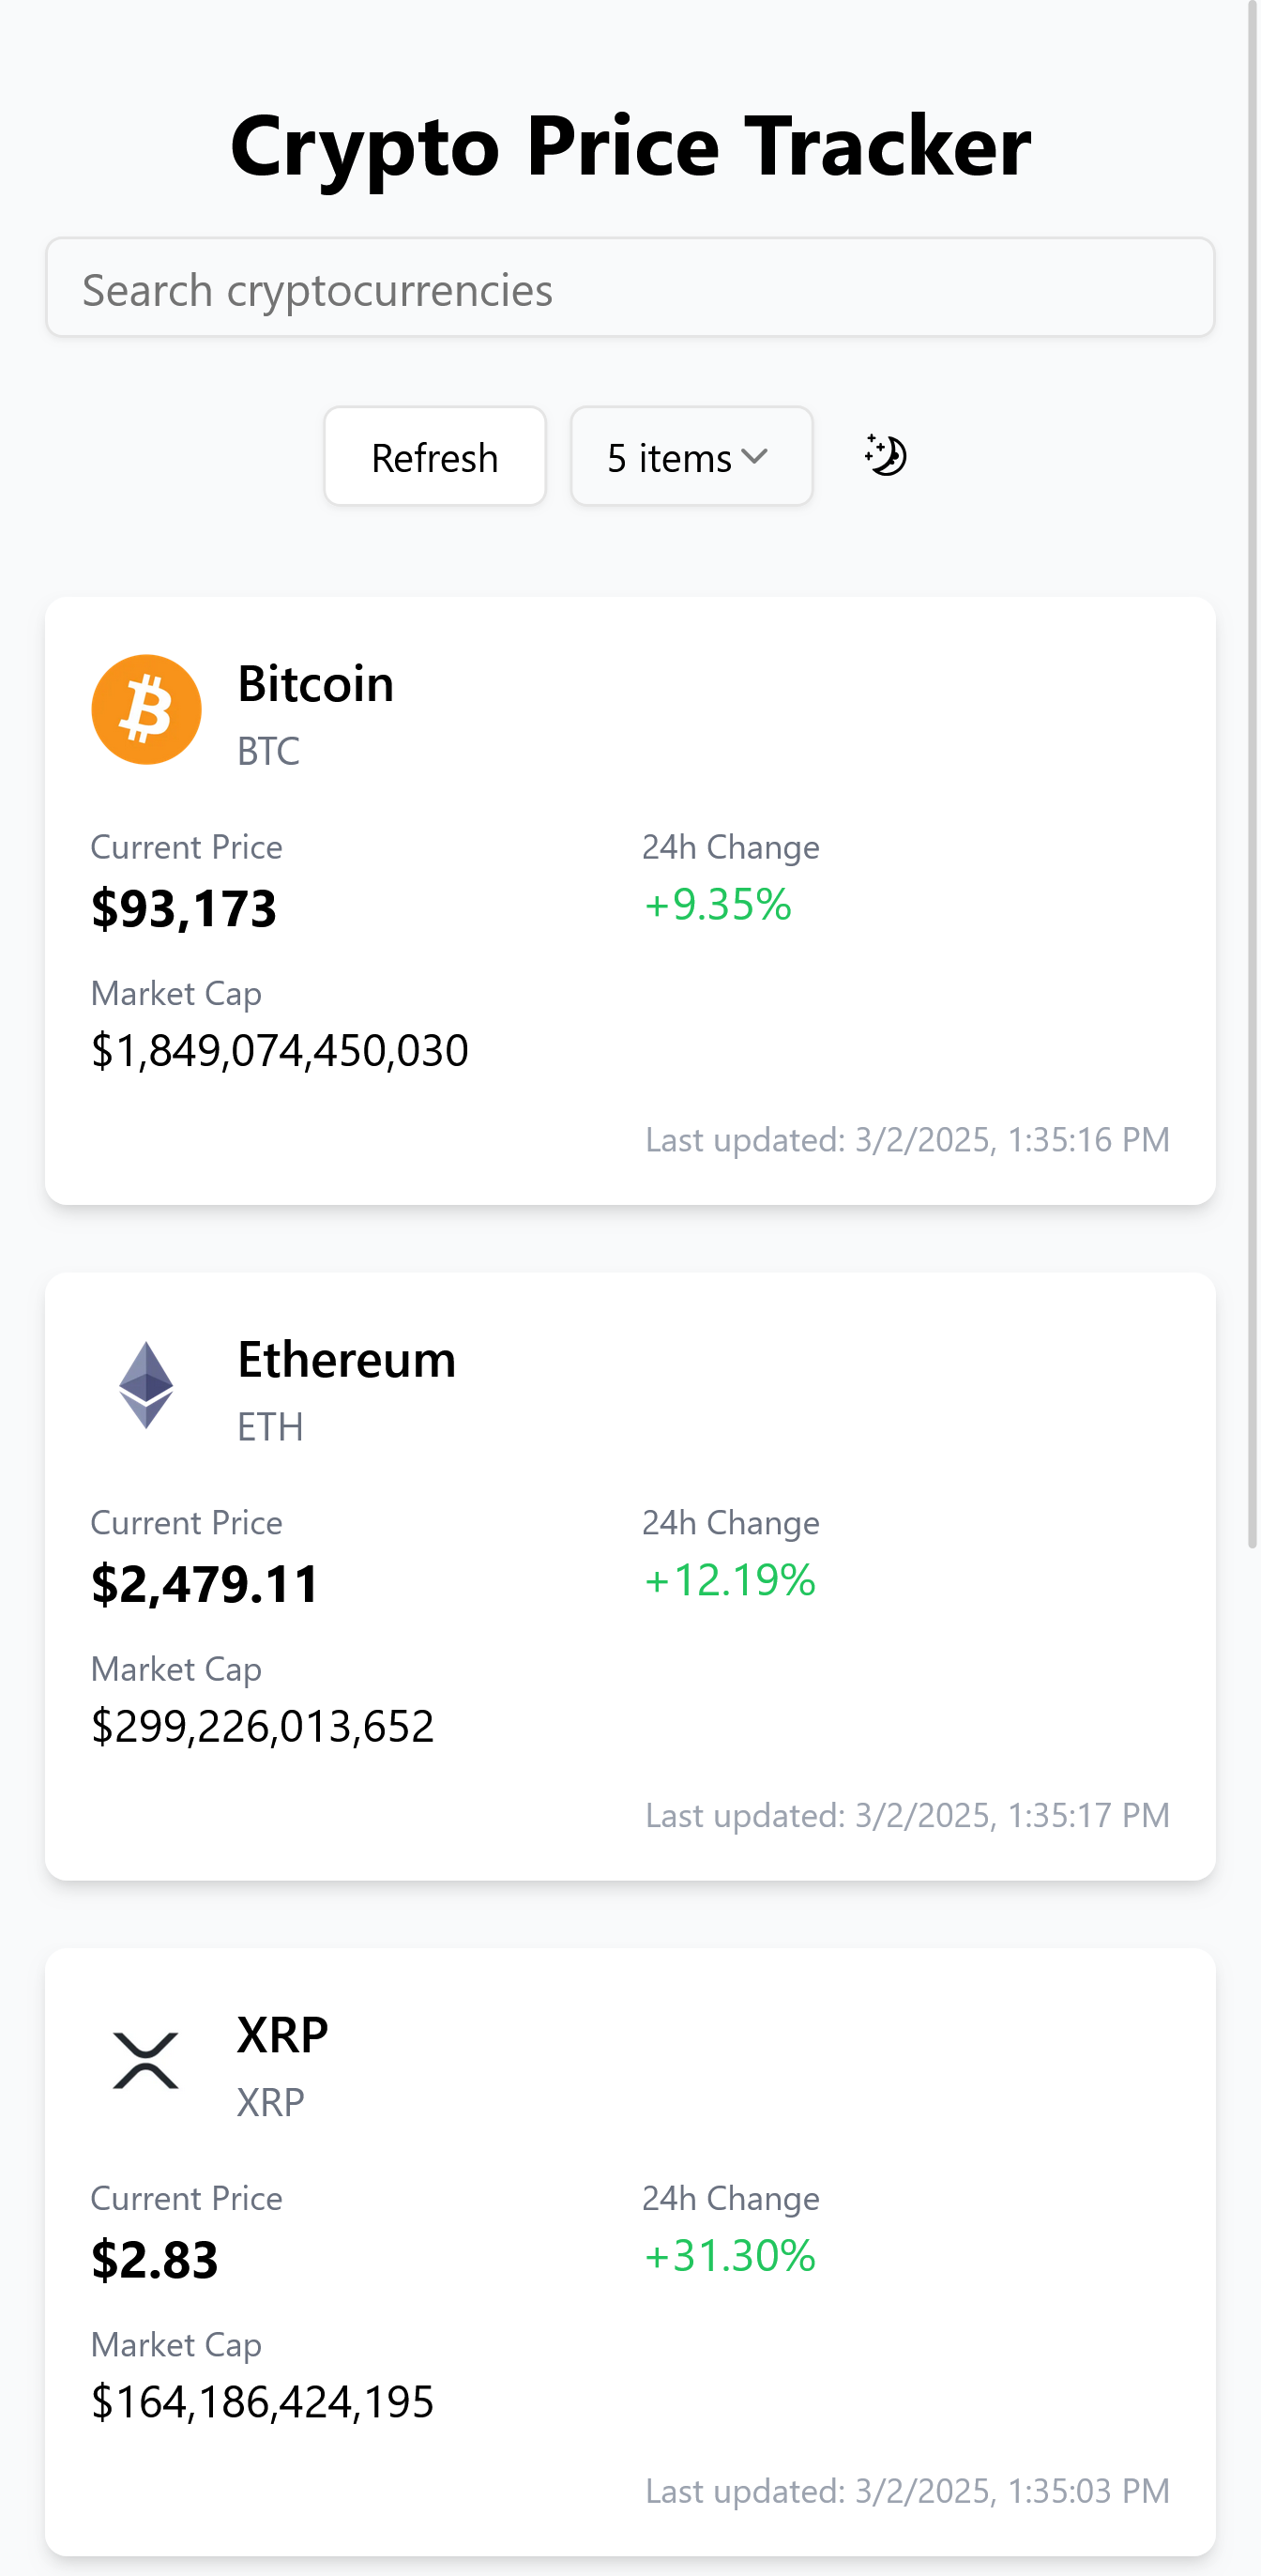 Crypto Price Tracker
Search cryptocurrencies
Refresh
5 items
Bitcoin
BTC
Current Price
24h Change
$93,173
+9.35%
Market Cap
$1,849,074,450,030
Last updated: 3/2/2025, 1:35:16 PM
Ethereum
ETH
Current Price
24h Change
$2,479.11
+12.19%
Market Cap
$299,226,013,652
Last updated: 3/2/2025, 1:35:17 PM
XRP
XRP
Current Price
24h Change
$2.83
+31.30%
Market Cap
$164,186,424,195
Last updated: 3/2/2025, 1:35:03 PM